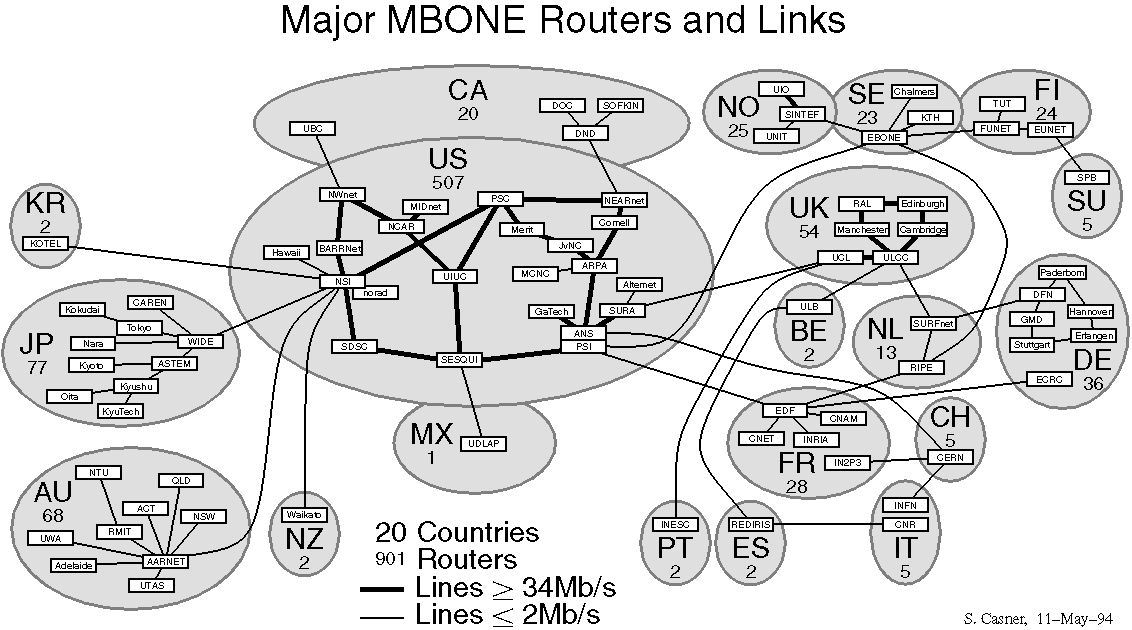 Major MBONE Routers and Links
CA
20
UBC
DOC
SOFKIN
DND
US
507
NWnet
MIDnet
NCAR
PSC
NEARnet
Cornell
Merit
JvNC
MCNC
ARPA
Hawaii
BARRNet
NSI
norad
UIUC
Alternet
GaTech
SURA
ANS
PSI
SDSC
SESQUI
NO
25
UIO
SINTEF
UNIT
SE
23
Chalmers
KTH
EBONE
FI
24
TUT
FUNET
EUNET
SPB
SU
5
KR
2
KOTEL
UK
54
RAL
Edinburgh
Manchester
Cambridge
UCL
ULCC
JP
77
Kokudai
CAREN
Tokyo
Nara
WIDE
Kyoto
ASTEM
Kyushu
Oita
KyuTech
ULB
BE
2
NL
13
SURFnet
RIPE
Paderborn
DFN
GMD
Hannover
Erlangen
Stuttgart
DE
36
ECRC
MX
1
UDLAP
EDF
CNAM
CNET
INRIA
FR
28
IN2P3
CH
5
CERN
AU
68
NTU
QLD
ACT
NSW
RMIT
UWA
AARNET
Adelaide
UTAS
Waikato
NZ
2
INESC
PT
2
REDIRIS
ES
2
INFN
CNR
IT
5
20 Countries
901 Routers
Lines ≥ 34Mb/s
Lines ≤ 2Mb/s
S. Casner, 11-May-94